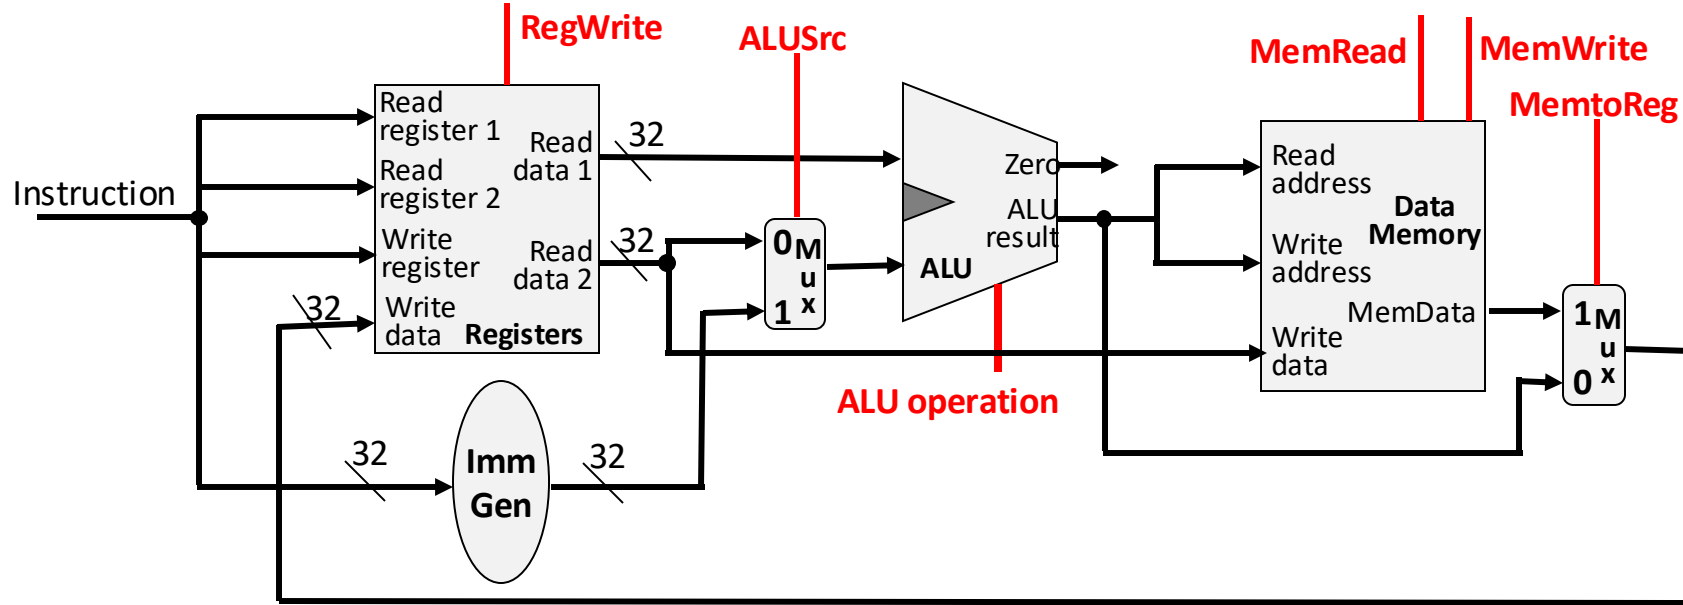 RegWrite
ALUSrc
MemRead
MemWrite
MemtoReg
Instruction
Read
register 1
Read
register 2
Write
register
Write
data
Registers
Read
data 1
Read
data 2
32
32
32
0
1
M
u
x
Zero
ALU
result
ALU
ALU operation
Read
address
Write
address
Write
data
Data
Memory
MemData
1
0
M
u
x
32
Imm
Gen
32